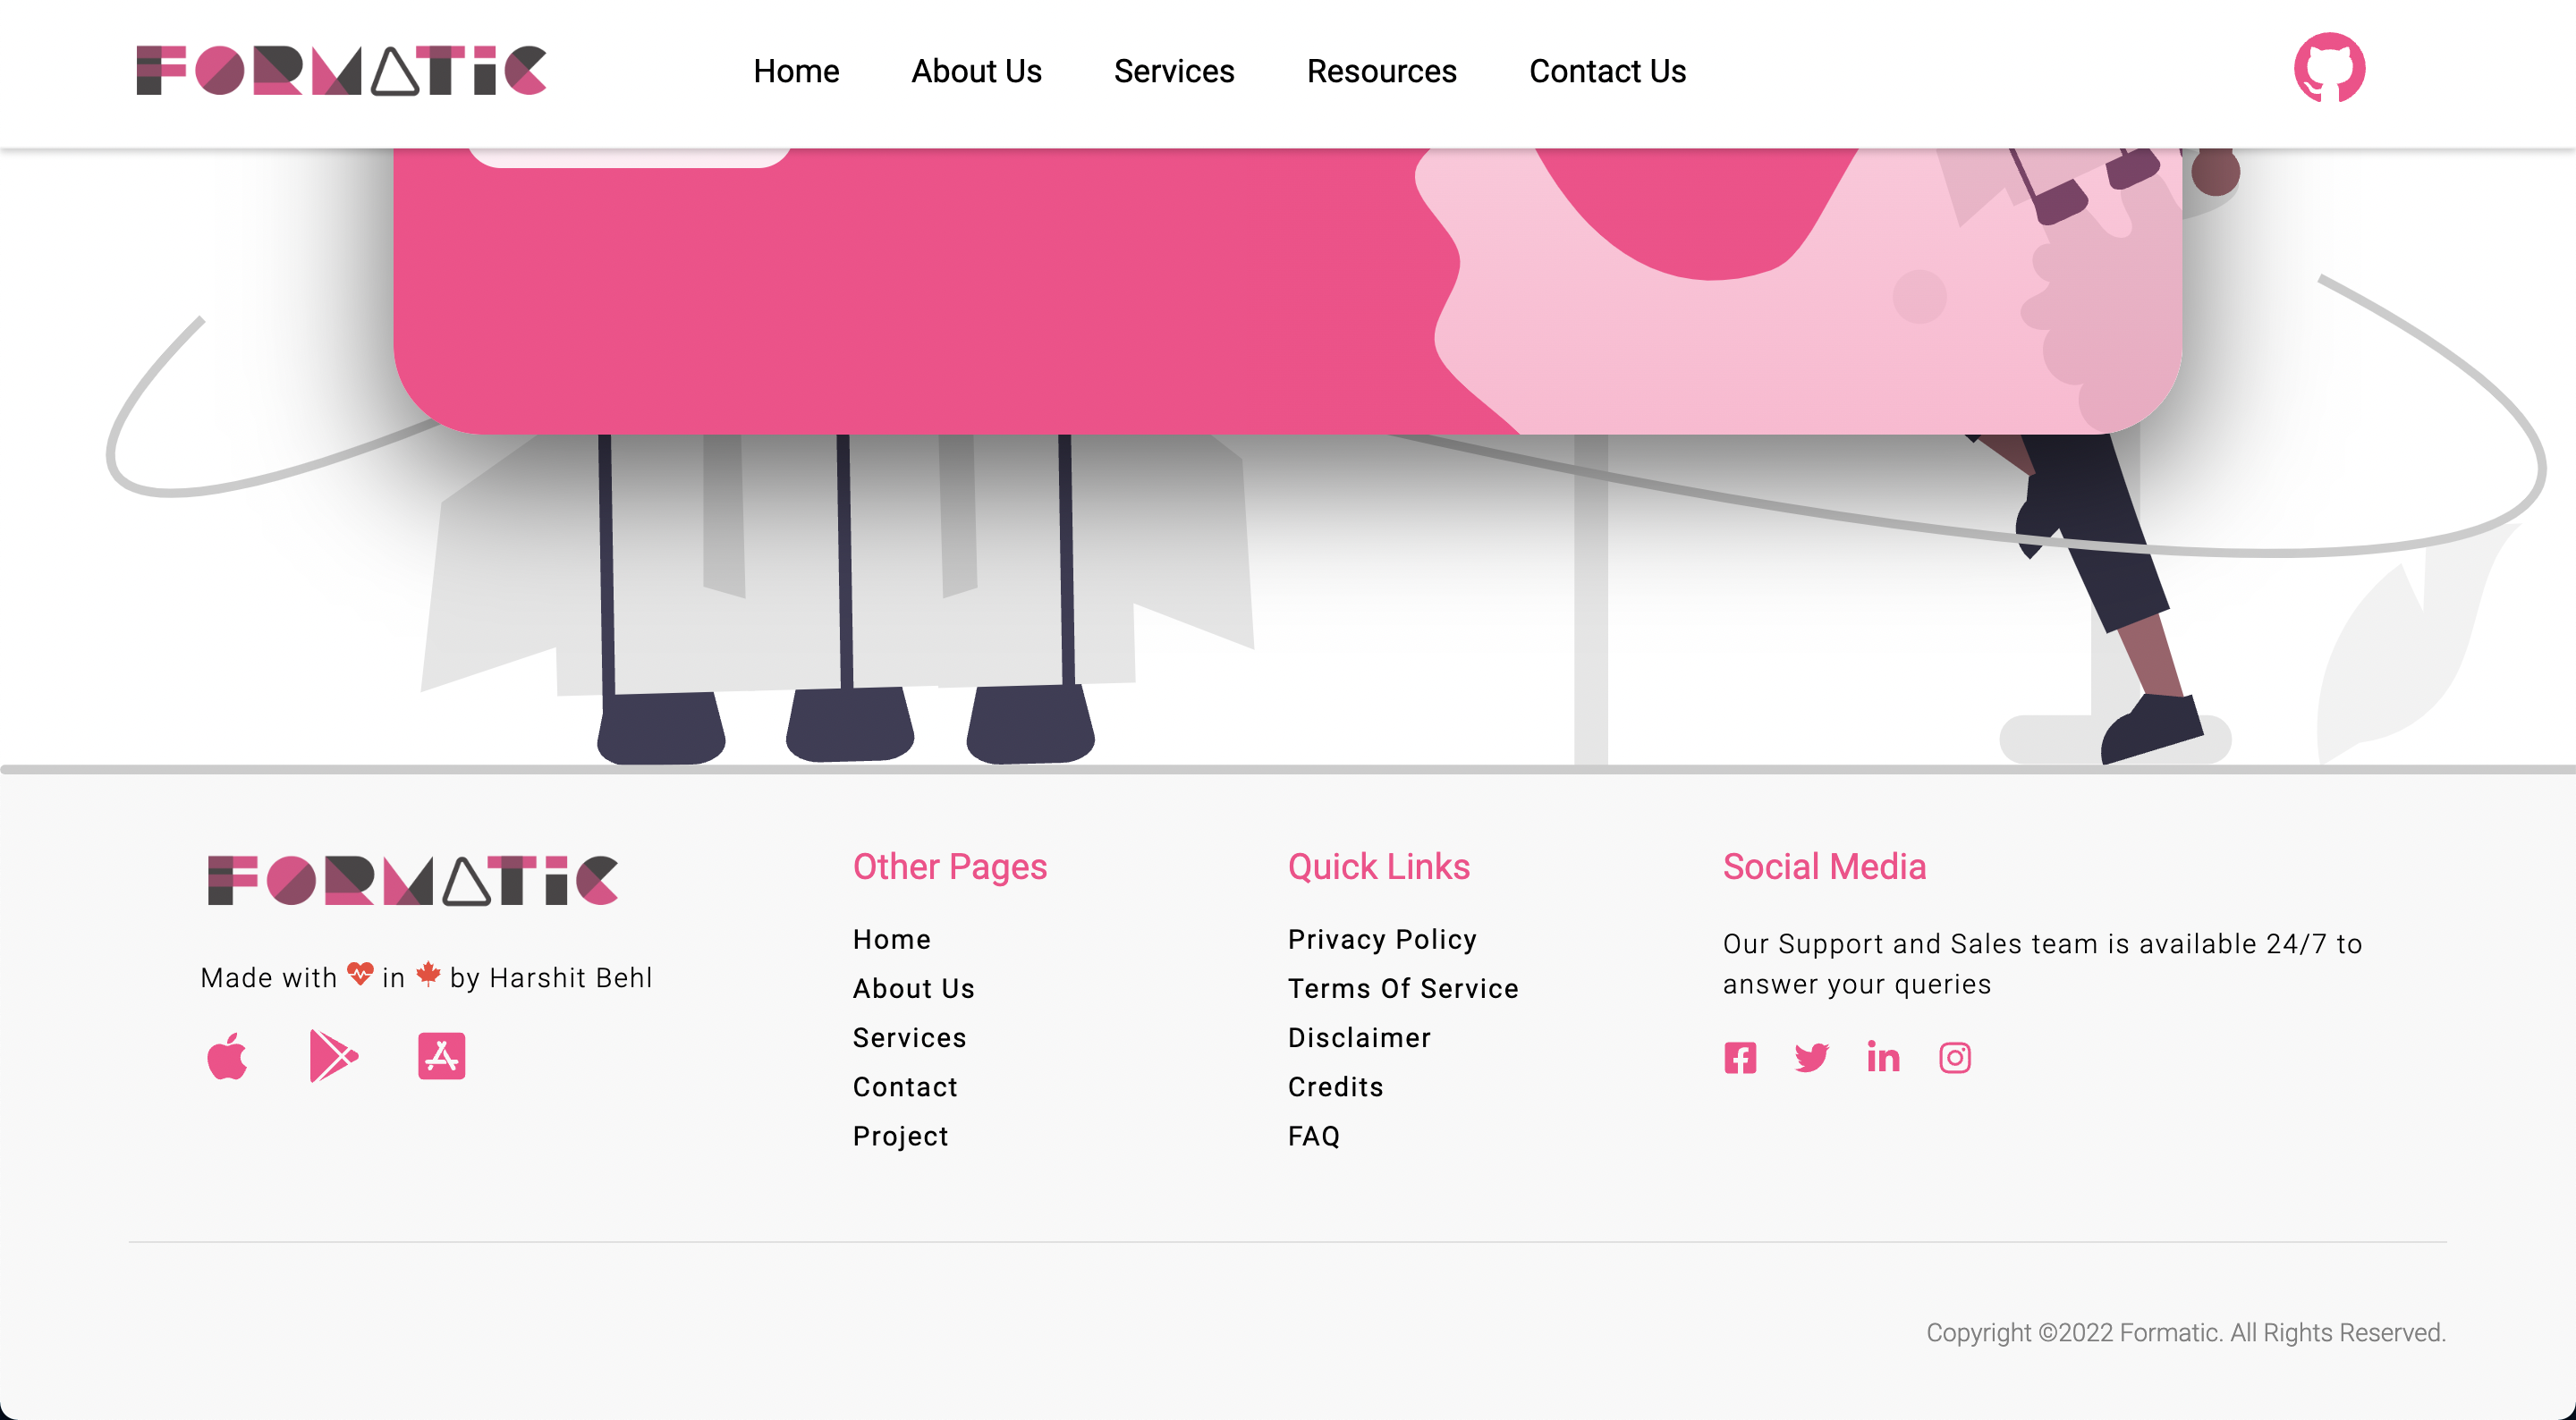 FORMATIC
Home About Us Services Resources Contact Us
FORMATIC
Made with in by Harshit Behl
Other Pages
Home
About Us
Services
Contact
Project
Quick Links
Privacy Policy
Terms Of Service
Disclaimer
Credits
FAQ
Social Media
Our Support and Sales team is available 24/7 to
answer your queries
Copyright ©2022 Formatic. All Rights Reserved.